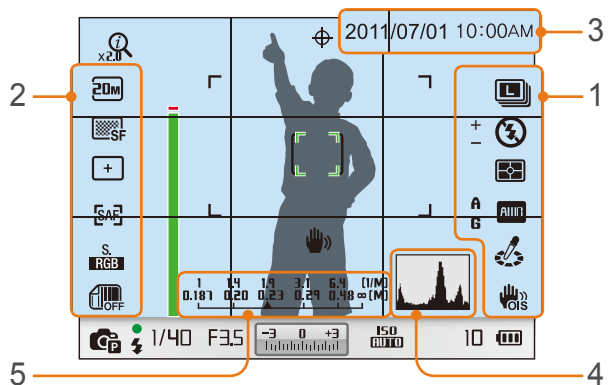 3
2011/07/01 10:00AM
i
x2.0
2
1
20M
L
SF
+
-
+
SAF
A
G
S.
RGB
OIS
OFF
1 1.4 1.9 3.1 6.4 (1/M)
0.187 0.20 0.23 0.29 0.48 ∞ (M)
P
1/40
F3.5
-3 0 +3
ISO
AUTO
10
5
4